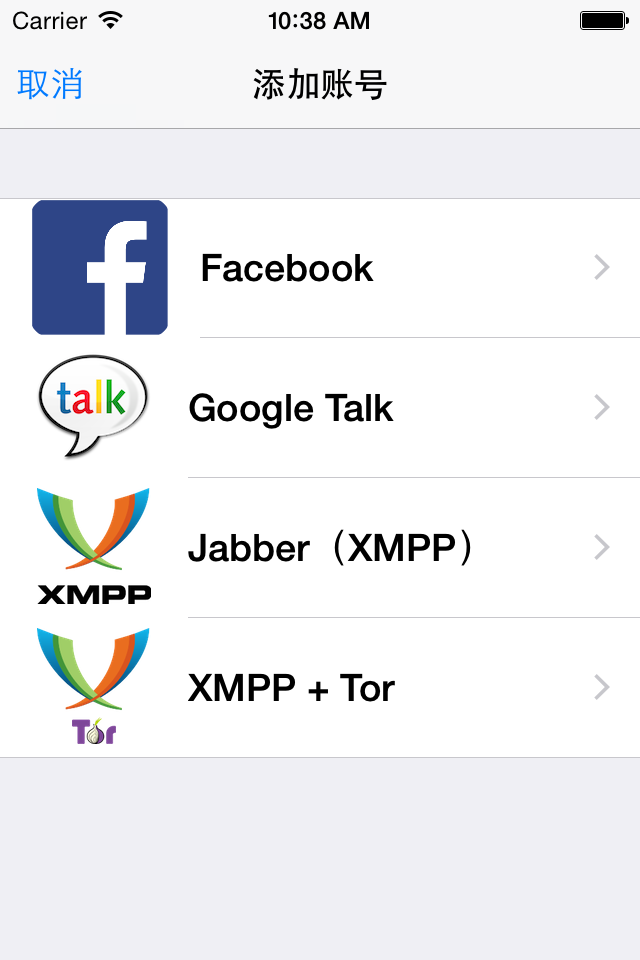 Carrier 10:38 AM
取消 添加账号
Facebook
talk
Google Talk
Jabber（XMPP）
XMPP
XMPP + Tor
Tor